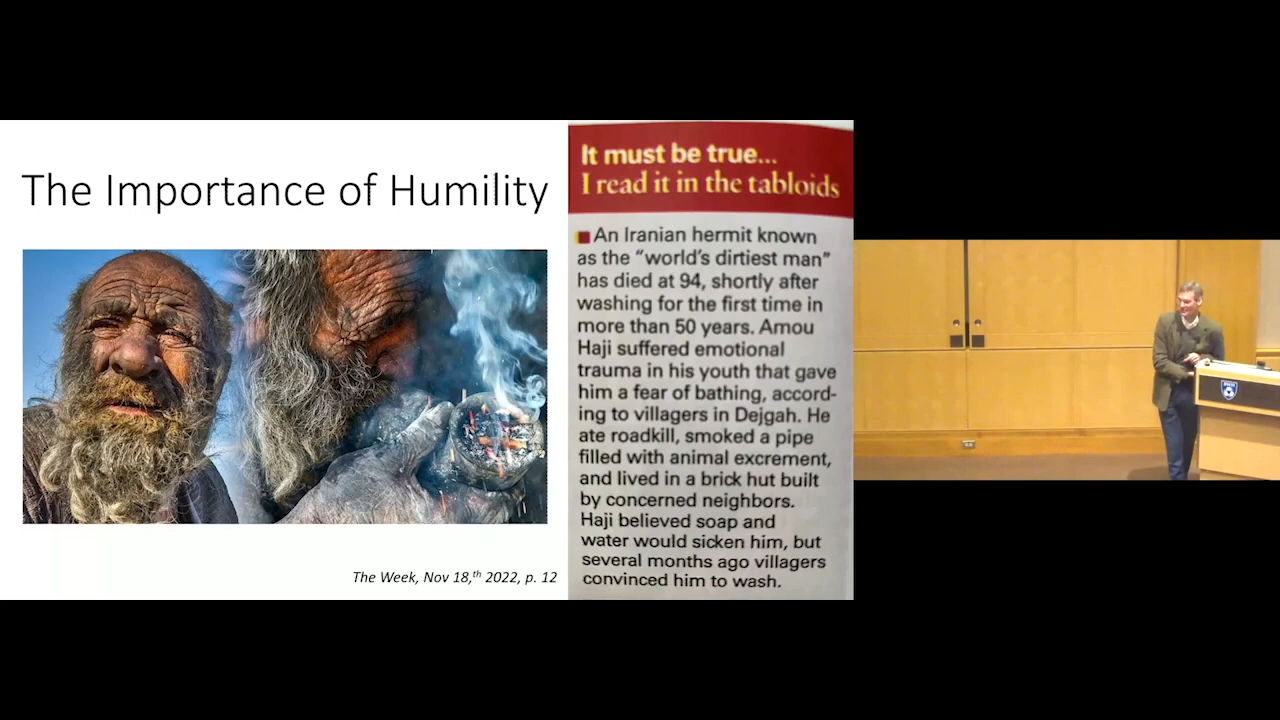 The Importance of Humility
The Week, Nov 18,th 2022, p. 12
It must be true...
I read it in the tabloids
An Iranian hermit known
as the “world’s dirtiest man”
has died at 94, shortly after
washing for the first time in
more than 50 years. Amou
Haji suffered emotional
trauma in his youth that gave
him a fear of bathing, accord-
ing to villagers in Dejgah. He
ate roadkill, smoked a pipe
filled with animal excrement,
and lived in a brick hut built
by concerned neighbors.
Haji believed soap and
water would sicken him, but
several months ago villagers
convinced him to wash.